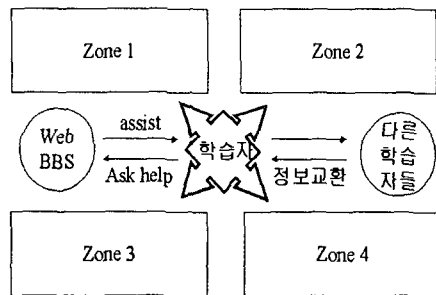 Zone 1
Zone 2
Web
BBS
assist
Ask help
학습자
정보교환
다른
학습
자들
Zone 3
Zone 4